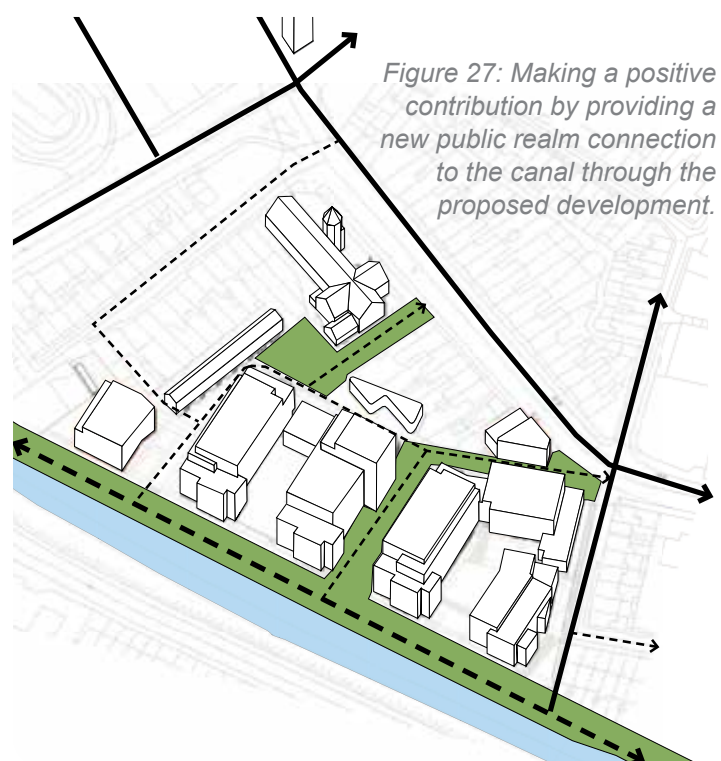 Figure 27: Making a positive
contribution by providing a
new public realm connection
to the canal through the
proposed development.